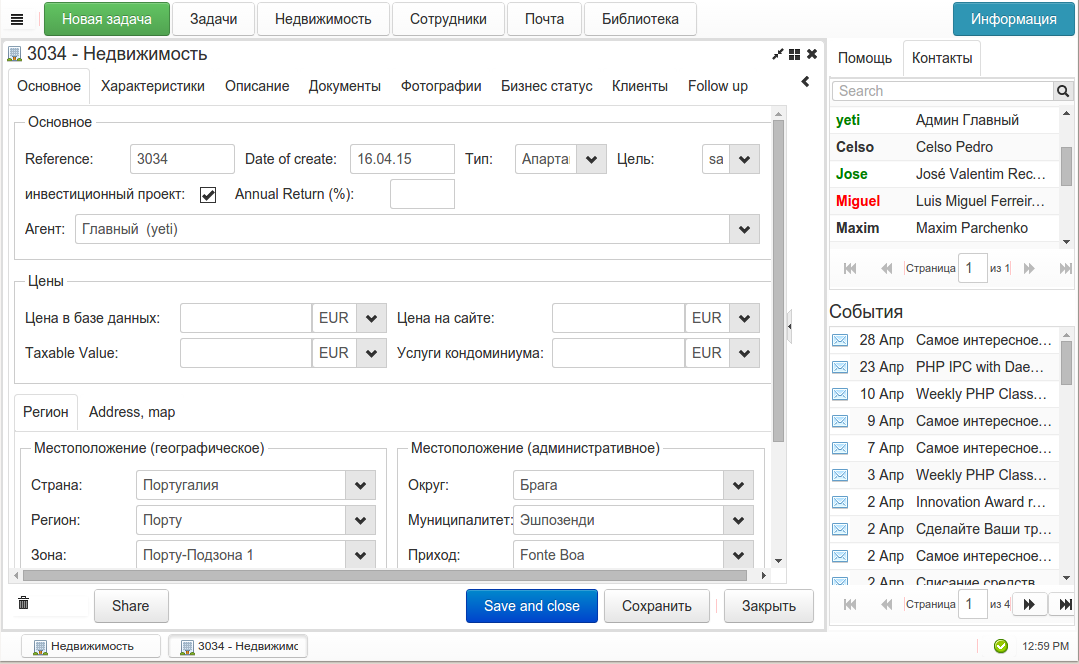 Новая задача Задачи Недвижимость Сотрудники Почта Библиотека Информация
3034 - Недвижимость
Основное Характеристики Описание Документы Фотографии Бизнес статус Клиенты Follow up
Основное
Reference: 3034 Date of create: 16.04.15 Тип: Апарта Цель: sa
инвестиционный проект: Annual Return (%):
Агент: Главный (yeti)
Цены
Цена в базе данных: EUR Цена на сайте: EUR
Taxable Value: EUR Услуги кондоминиума: EUR
Регион Address, map
Местоположение (географическое)
Страна: Португалия
Регион: Порту
Зона: Порту-Подзона 1
Местоположение (административное)
Округ: Брага
Муниципалитет: Эшпозенди
Приход: Fonte Boa
Share Save and close Сохранить Закрыть
Помощь Контакты
Search
yeti Админ Главный
Celso Celso Pedro
Jose José Valentim Rec...
Miguel Luis Miguel Ferreir...
Maxim Maxim Parchenko
Страница 1 из 1
События
28 Апр Самое интересное...
23 Апр PHP IPC with Dae...
10 Апр Weekly PHP Class...
9 Апр Самое интересное...
7 Апр Самое интересное...
3 Апр Weekly PHP Class...
2 Апр Innovation Award r...
2 Апр Сделайте Ваши тр...
2 Апр Самое интересное...
2 Апр Списание средств
Страница 1 из 4
Недвижимость 3034 - Недвижимо 12:59 PM